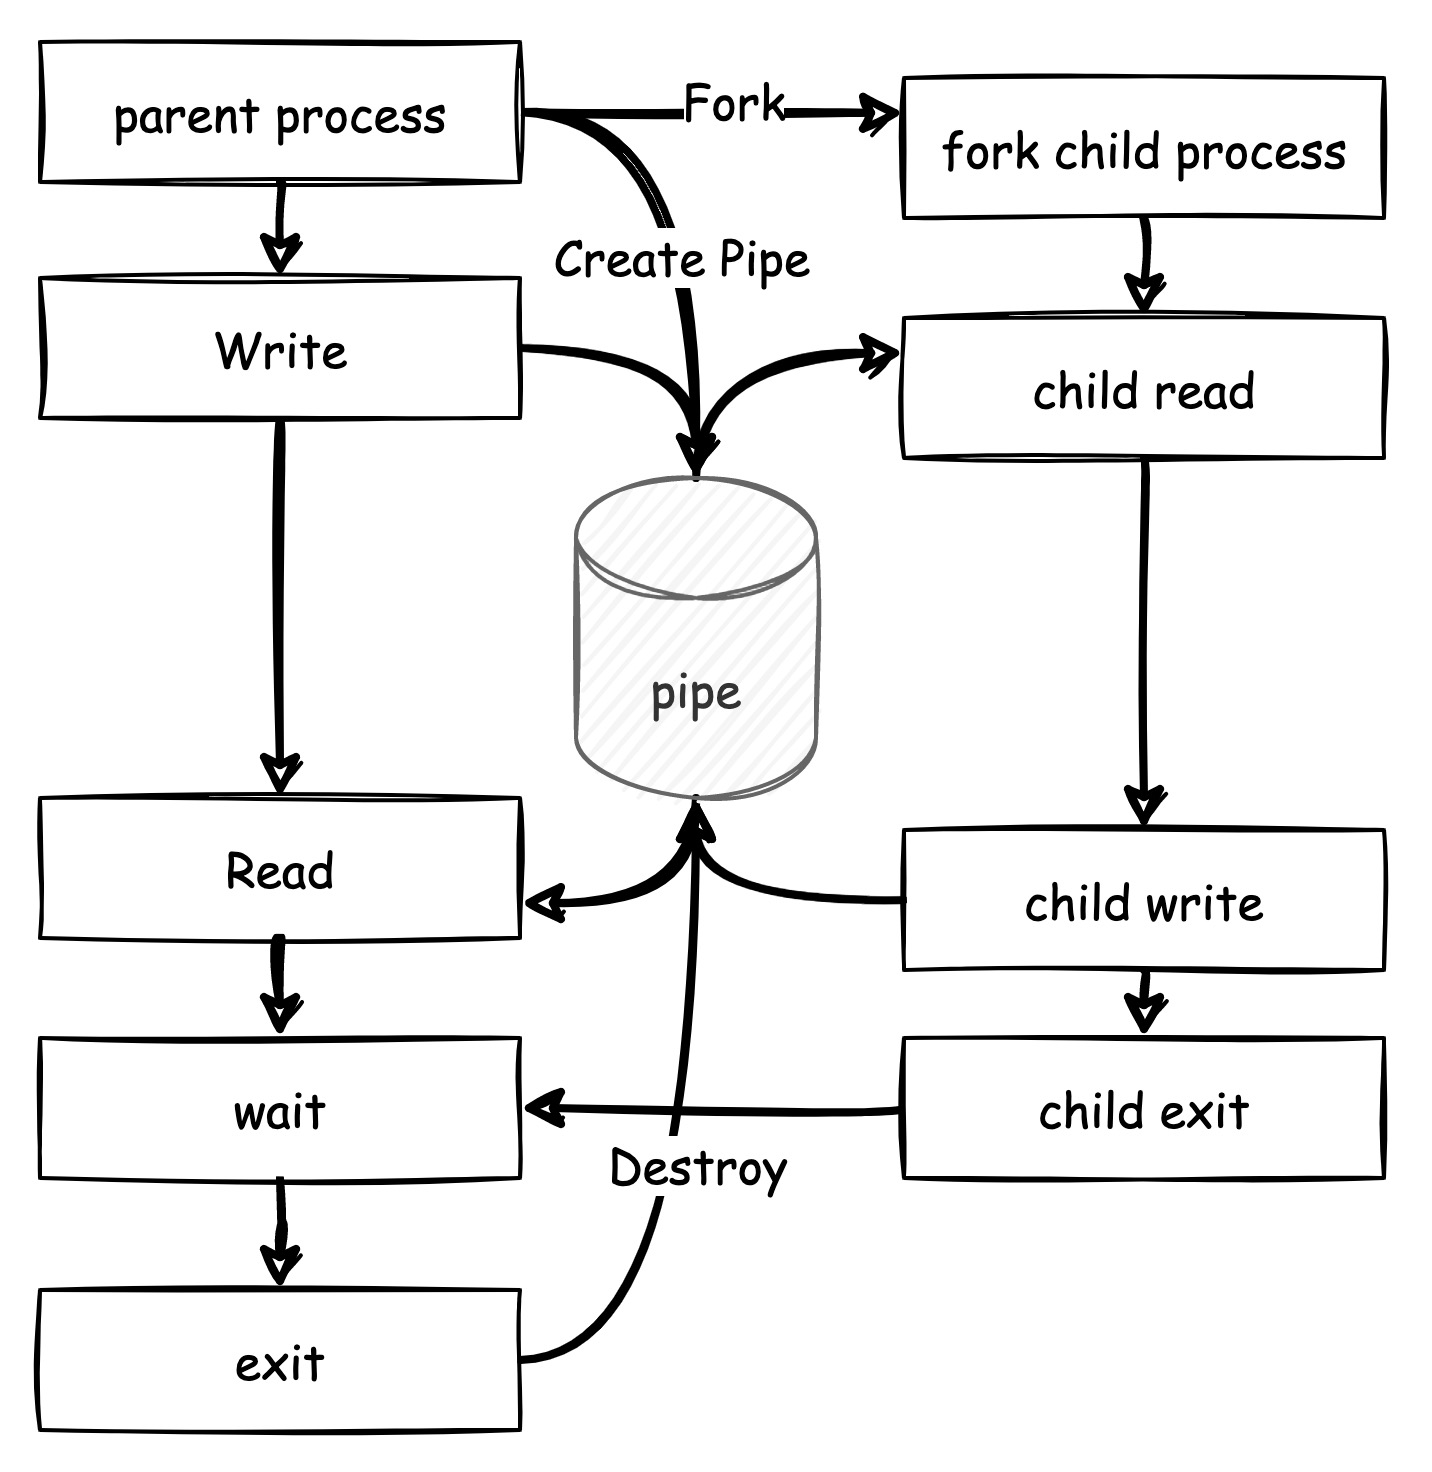 parent process
Fork
fork child process
Create Pipe
Write
child read
pipe
Read
child write
wait
child exit
Destroy
exit